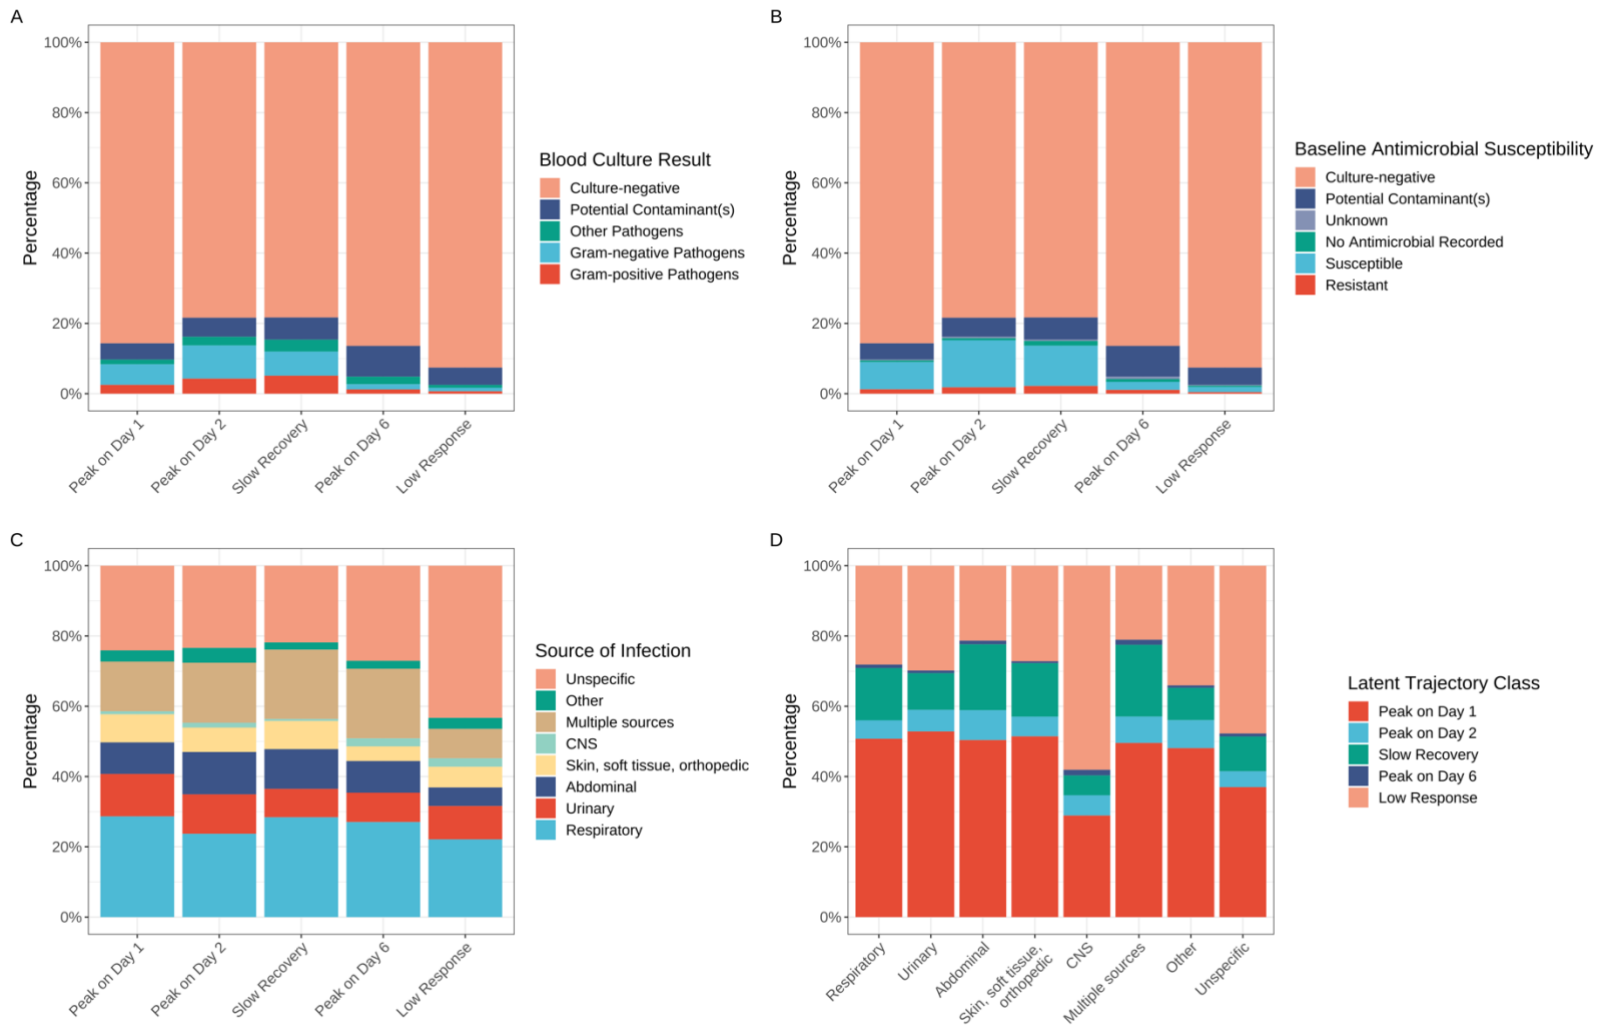 A
100%
80%
60%
40%
20%
0%
Percentage
Peak on Day 1
Peak on Day 2
Slow Recovery
Peak on Day 6
Low Response
Blood Culture Result
Culture-negative
Potential Contaminant(s)
Other Pathogens
Gram-negative Pathogens
Gram-positive Pathogens
B
100%
80%
60%
40%
20%
0%
Percentage
Peak on Day 1
Peak on Day 2
Slow Recovery
Peak on Day 6
Low Response
Baseline Antimicrobial Susceptibility
Culture-negative
Potential Contaminant(s)
Unknown
No Antimicrobial Recorded
Susceptible
Resistant
C
100%
80%
60%
40%
20%
0%
Percentage
Peak on Day 1
Peak on Day 2
Slow Recovery
Peak on Day 6
Low Response
Source of Infection
Unspecific
Other
Multiple sources
CNS
Skin, soft tissue, orthopedic
Abdominal
Urinary
Respiratory
D
100%
80%
60%
40%
20%
0%
Percentage
Respiratory
Urinary
Abdominal
Skin, soft tissue,
orthopedic
CNS
Multiple sources
Other
Unspecific
Latent Trajectory Class
Peak on Day 1
Peak on Day 2
Slow Recovery
Peak on Day 6
Low Response